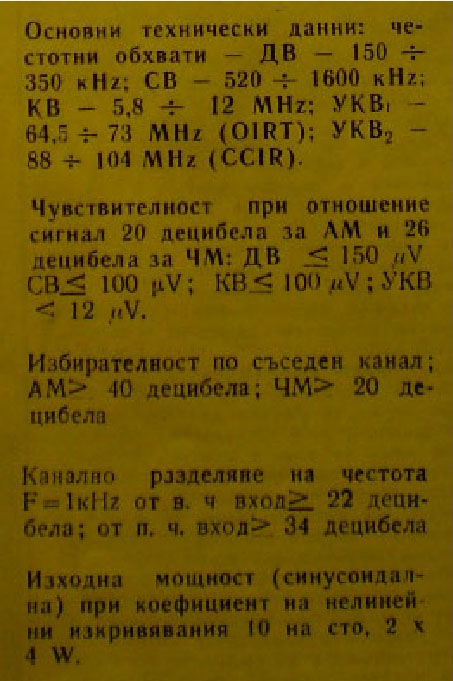 Основни технически данни: че-
стотни обхвати — ДВ — 150 ÷
350 кHz; СВ — 520 ÷ 1600 кHz;
КВ — 5,8 ÷ 12 MHz; УКВ₁ —
64,5 ÷ 73 MHz (OIRT); УКВ₂ —
88 ÷ 104 MHz (CCIR).
Чувствителност при отношение
сигнал 20 децибела за АМ и 26
децибела за ЧМ: ДВ ≤ 150 μV
СВ ≤ 100 μV; КВ ≤ 100 μV; УКВ
< 12 μV.
Избирателност по съседен канал;
АМ> 40 децибела; ЧМ> 20 де-
цибела
Канално разделяне на честота
F = 1кHz от в. ч вход ≥ 22 деци-
бела; от п. ч. вход> 34 децибела
Изходна мощност (синусоидал-
на) при коефициент на нелиней-
ни изкривявания 10 на сто, 2 х
4 W.